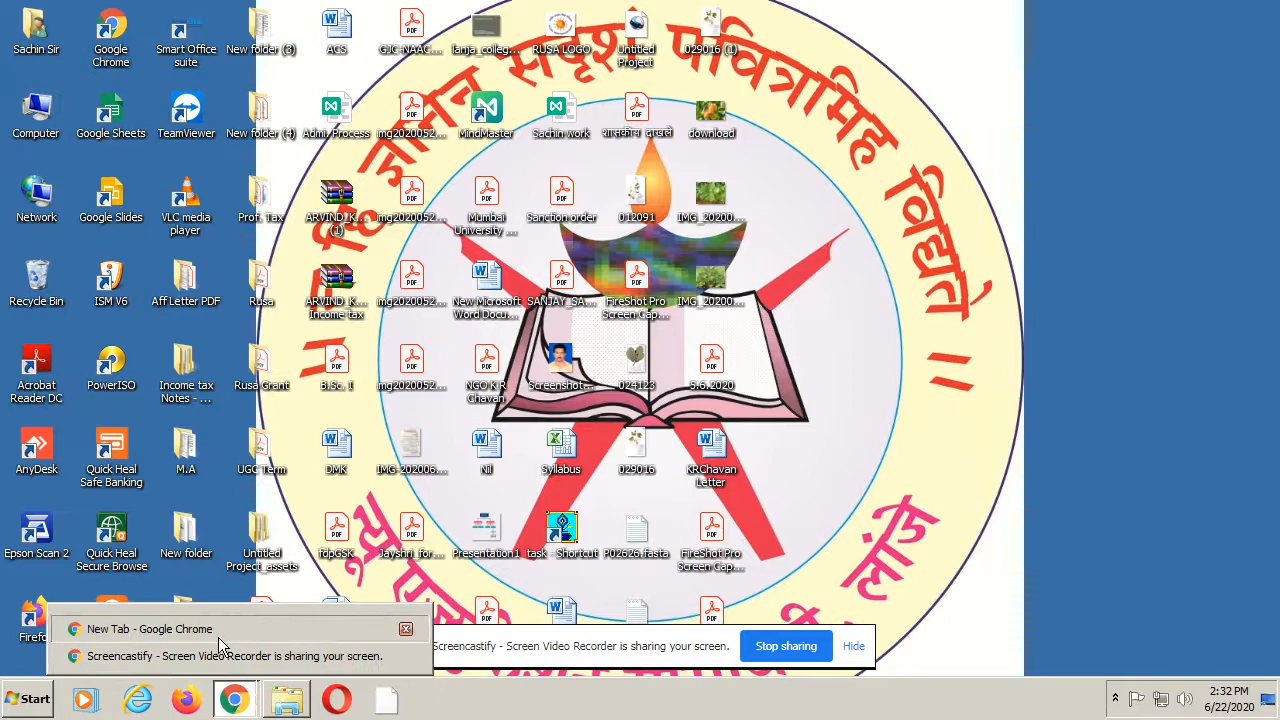 Sachin Sir
Google
Chrome
Smart Office
suite
New folder (3)
ACS
GJC-NAAC....
lanja_colleg...
RUSA LOGO
Untitled
Project
029016 (1)
Computer
Google Sheets
TeamViewer
New folder (4)
Admi. Process
img2020052...
MindMaster
Sachin work
शासकीय दाखले
download
Network
Google Slides
VLC media
player
Prof. Tax
ARVIND_K...
(1)
img2020052...
Mumbai
University ...
Sanction order
012091
IMG_20200...
Recycle Bin
ISM V6
Aff Letter PDF
Rusa
ARVIND_K...
Income tax
img2020052...
New Microsoft
Word Docu...
SANJAY_SA...
FireShot Pro
Screen Cap...
IMG_20200...
Acrobat
Reader DC
PowerISO
Income tax
Notes - ...
Rusa Grant
B.Sc. I
img2020052...
NGO K R
Chavan
Screenshot...
024123
5.6.2020
AnyDesk
Quick Heal
Safe Banking
M.A
UGC Term
DMK
IMG-202006...
Nil
Syllabus
029016
KRChavan
Letter
Epson Scan 2
Quick Heal
Secure Browse
New folder
Untitled
Project_assets
fdpGSK
Jayshri_for...
Presentation1
task - Shortcut
P02626.fasta
FireShot Pro
Screen Cap...
Firefo
New Tab - Google Chrome
Screencastify - Screen Video Recorder is sharing your screen.
Screencastify - Screen Video Recorder is sharing your screen.
Stop sharing
Hide
Start
2:32 PM
6/22/2020